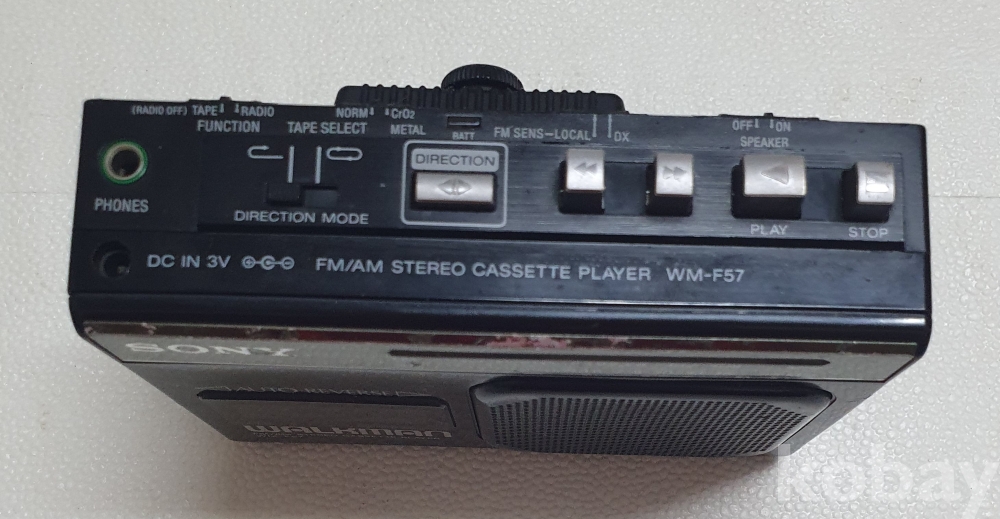 (RADIO OFF) TAPE RADIO
FUNCTION
NORM CrO₂
TAPE SELECT METAL
BATT
FM SENS-LOCAL DX
OFF ON
SPEAKER
DIRECTION
PHONES
DIRECTION MODE
PLAY
STOP
DC IN 3V
FM/AM STEREO CASSETTE PLAYER WM-F57
SONY
AUTO-REVERSE
WALKMAN
kobay